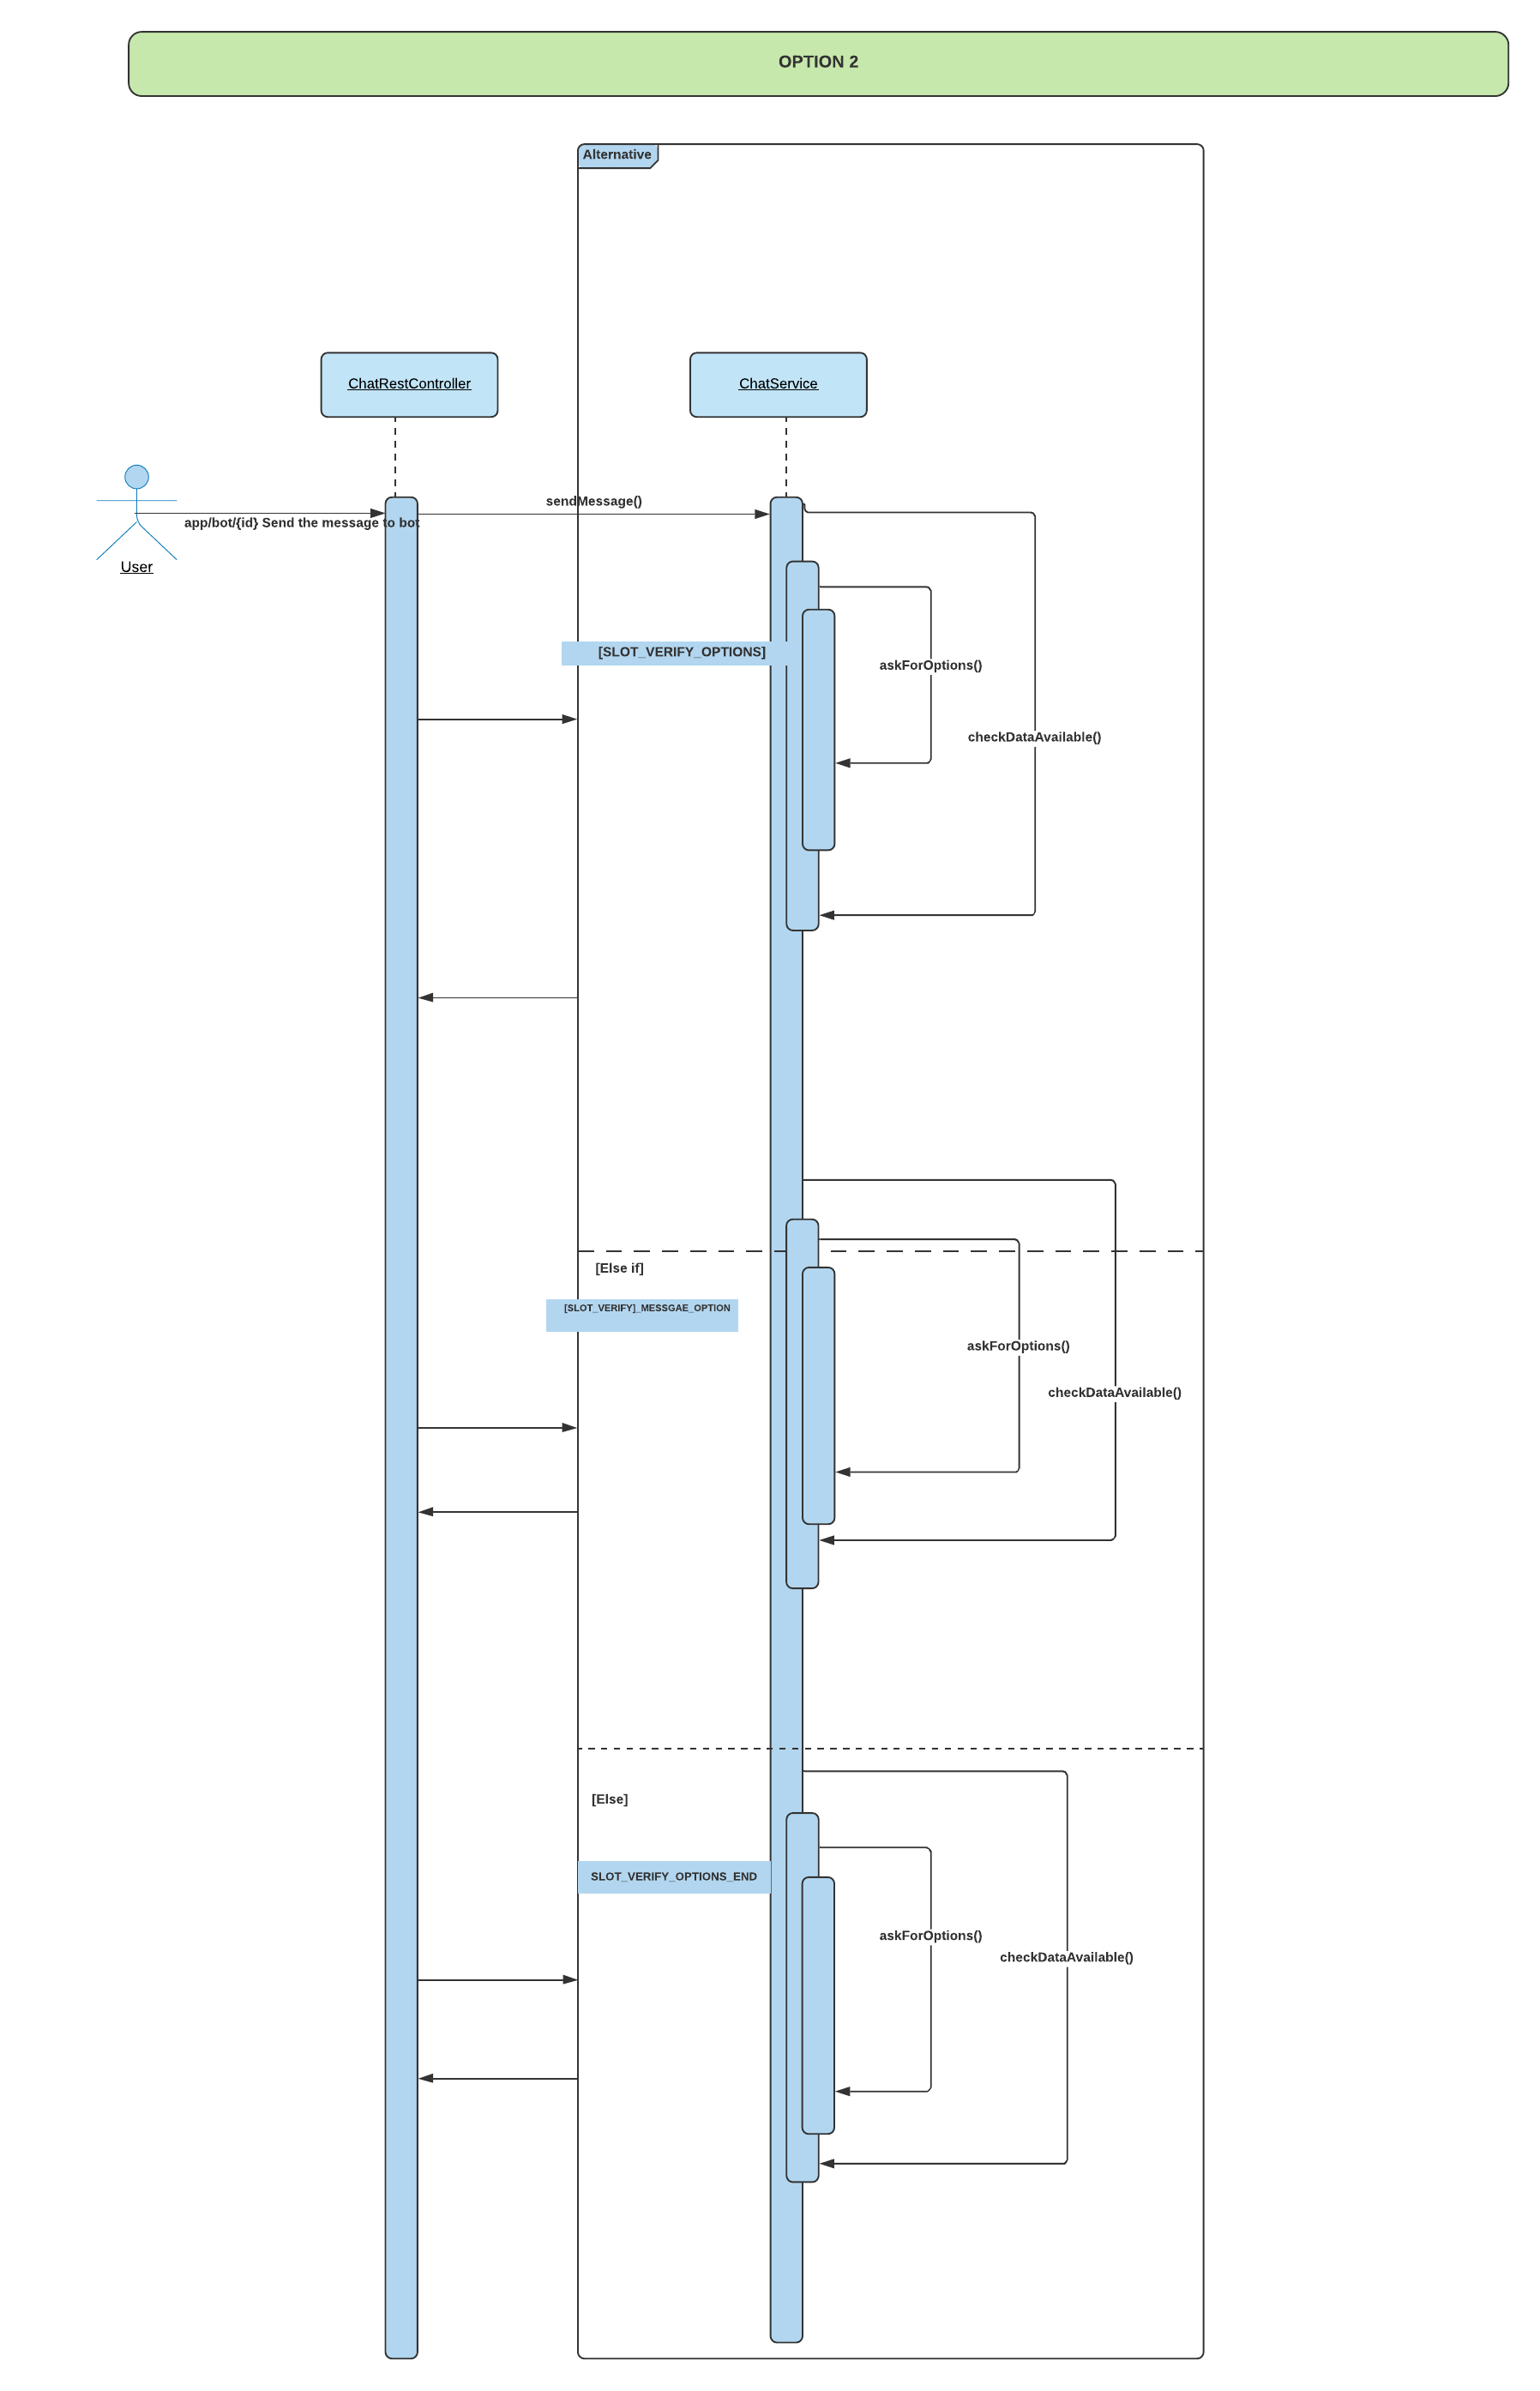 OPTION 2
Alternative
ChatRestController
ChatService
sendMessage()
app/bot/{id} Send the message to bot
User
[SLOT_VERIFY_OPTIONS]
askForOptions()
checkDataAvailable()
[Else if]
[SLOT_VERIFY]_MESSGAE_OPTION
askForOptions()
checkDataAvailable()
[Else]
SLOT_VERIFY_OPTIONS_END
askForOptions()
checkDataAvailable()